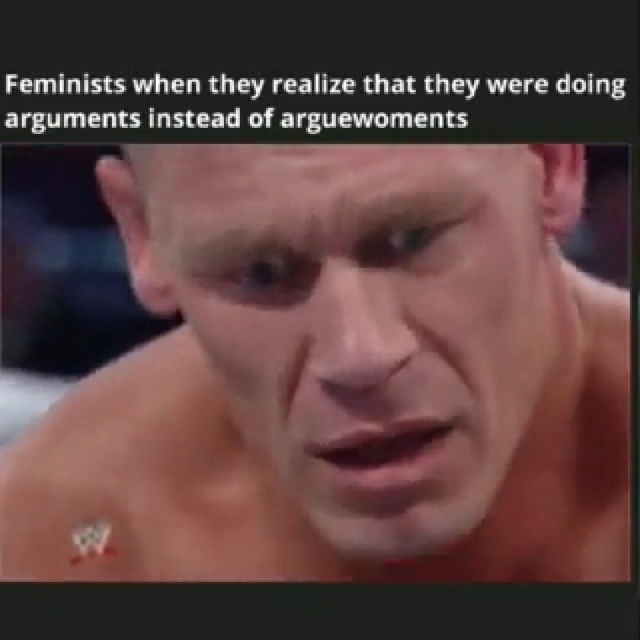 Feminists when they realize that they were doing
arguments instead of arguewoments
W